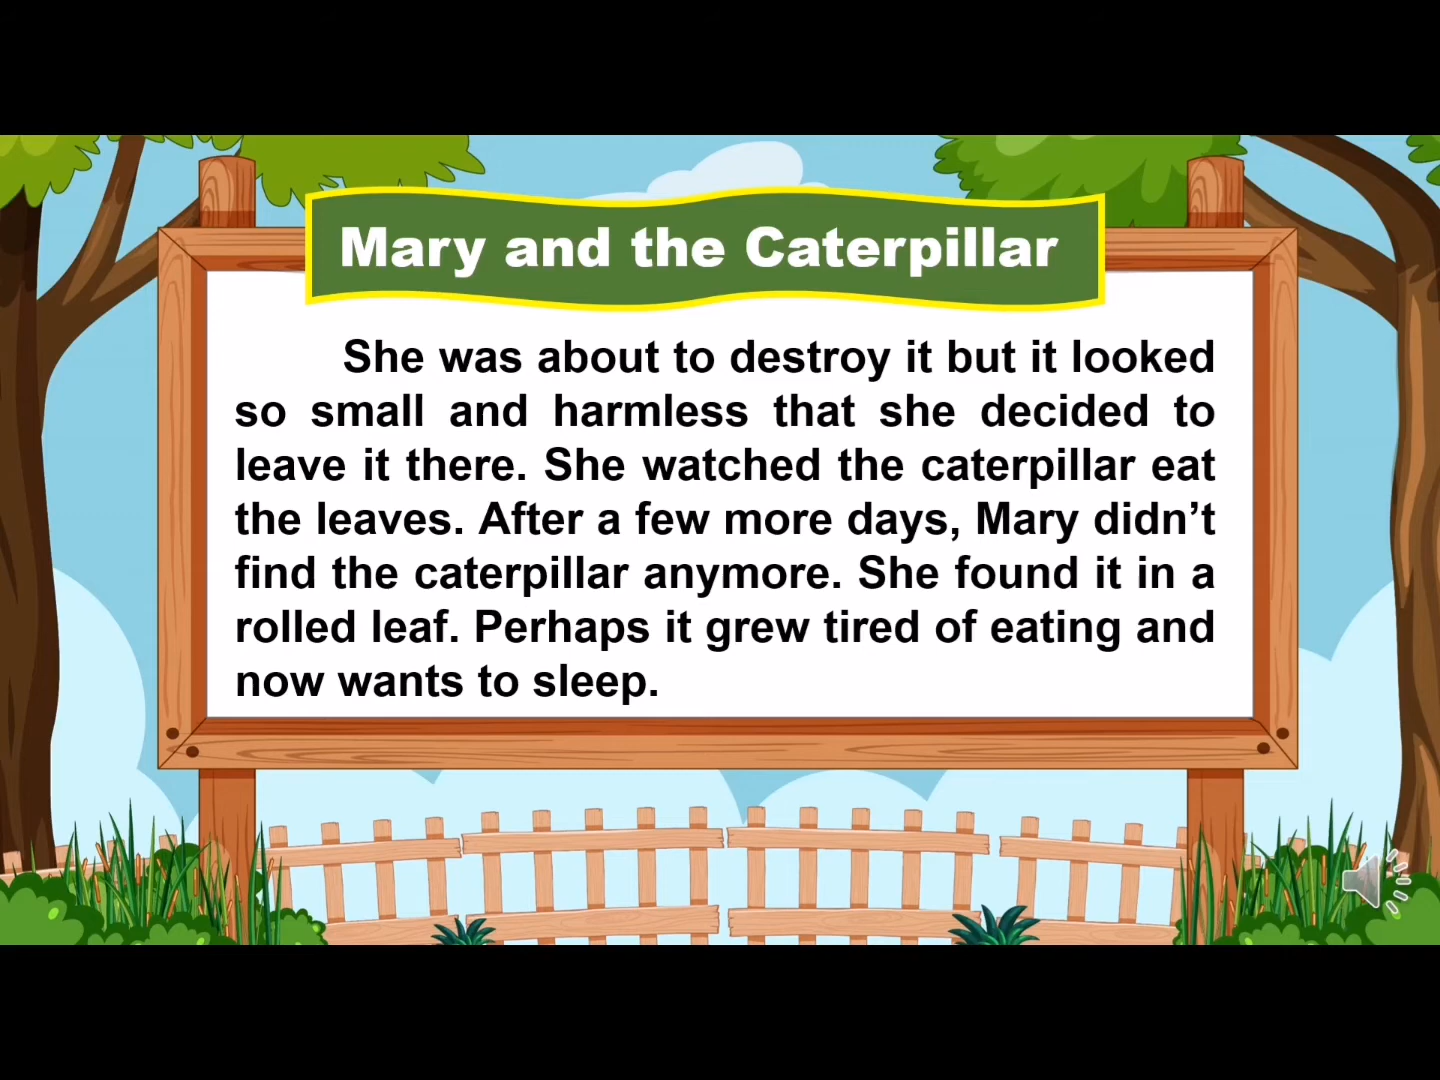 Mary and the Caterpillar
She was about to destroy it but it looked
so small and harmless that she decided to
leave it there. She watched the caterpillar eat
the leaves. After a few more days, Mary didn’t
find the caterpillar anymore. She found it in a
rolled leaf. Perhaps it grew tired of eating and
now wants to sleep.